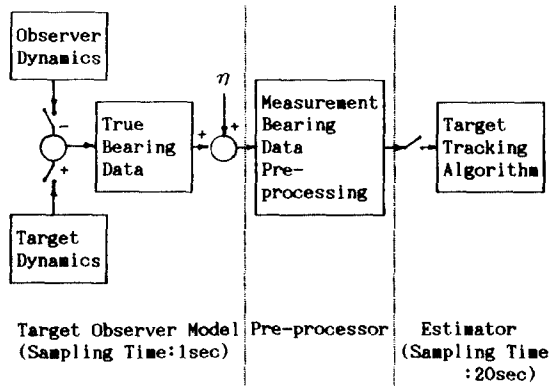 Observer
Dynamics
η
−
+
True
Bearing
Data
+
+
Measurement
Bearing
Data
Pre-
processing
Target
Tracking
Algorithm
Target
Dynamics
Target Observer Model
(Sampling Time:1sec)
Pre-processor
Estimator
(Sampling Time
:20sec)